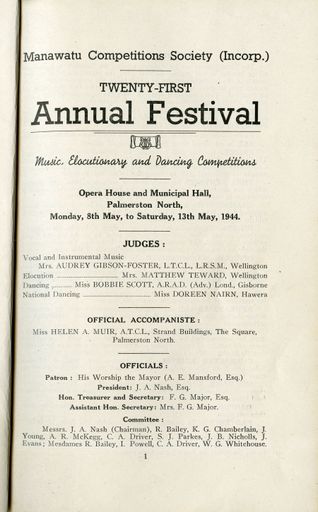 Manawatu Competitions Society (Incorp.)
TWENTY-FIRST
Annual Festival
Music, Elocutionary and Dancing Competitions
Opera House and Municipal Hall,
Palmerston North,
Monday, 8th May, to Saturday, 13th May, 1944.
JUDGES :
Vocal and Instrumental Music
Mrs. AUDREY GIBSON-FOSTER, L.T.C.L., L.R.S.M., Wellington
Elocution ........ Mrs. MATTHEW TEWARD, Wellington
Dancing ........ Miss BOBBIE SCOTT, A.R.A.D. (Adv.) Lond., Gisborne
National Dancing ........ Miss DOREEN NAIRN, Hawera
OFFICIAL ACCOMPANISTE :
Miss HELEN A. MUIR, A.T.C.L., Strand Buildings, The Square,
Palmerston North.
OFFICIALS :
Patron : His Worship the Mayor (A. E. Mansford, Esq.)
President: J. A. Nash, Esq.
Hon. Treasurer and Secretary: F. G. Major, Esq.
Assistant Hon. Secretary: Mrs. F. G. Major.
Committee :
Messrs. J. A. Nash (Chairman), R. Bailey, K. G. Chamberlain, J.
Young, A. R. McKegg, C. A. Driver, S. J. Parkes, J. B. Nicholls, J.
Evans; Mesdames R. Bailey, I. Powell, C. A. Driver, W. G. Whitehouse.
1